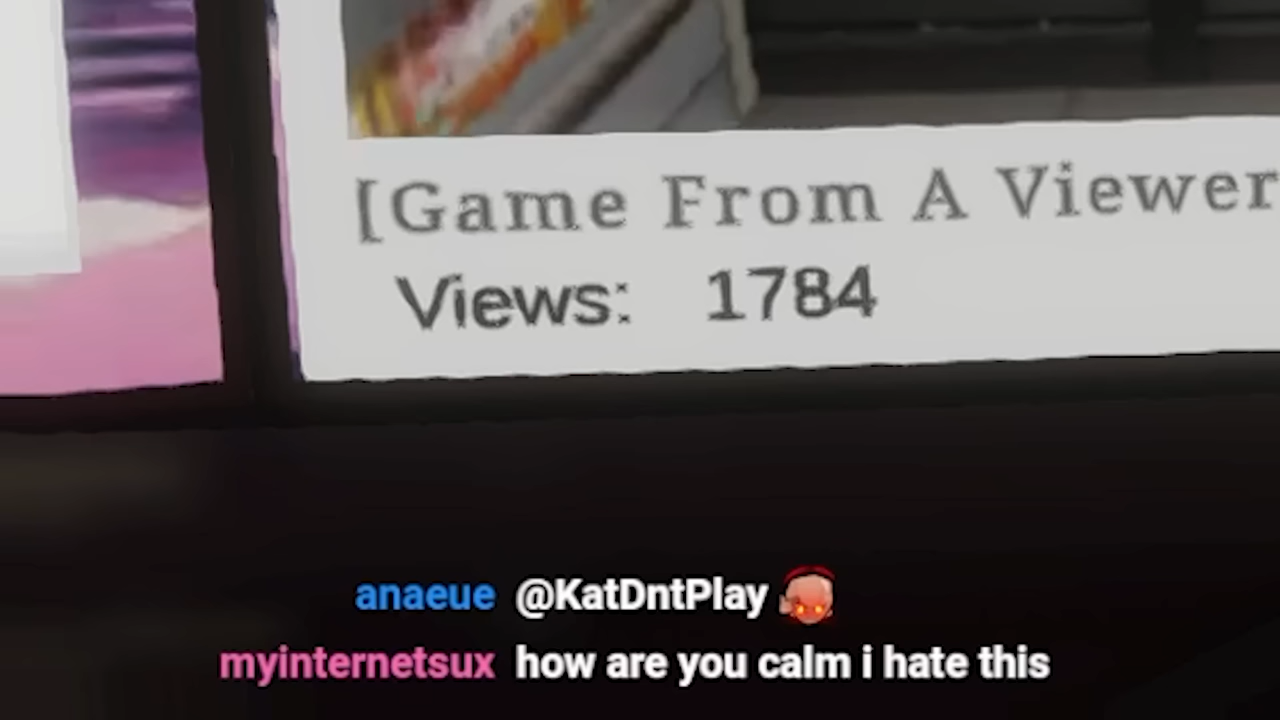 [Game From A Viewer
Views: 1784
anaeue @KatDntPlay
myinternetsux how are you calm i hate this